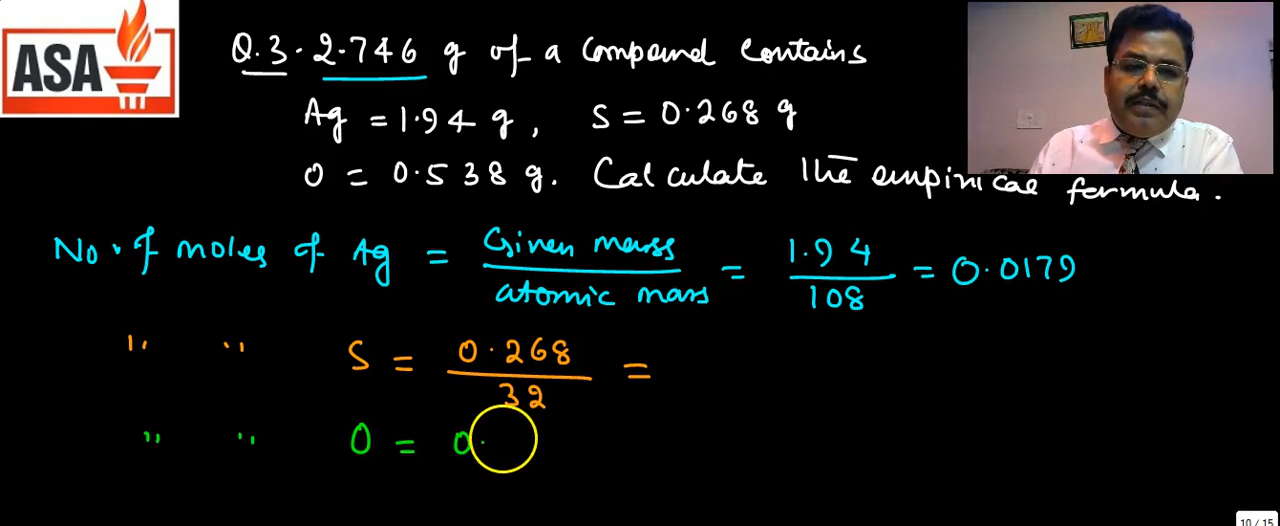 ASA
Q.3. 2.746 g of a compound contains
Ag = 1.94 g, S = 0.268 g
O = 0.538 g. Calculate the empirical formula.
No. of moles of Ag = Given mass / atomic mass = 1.94 / 108 = 0.0179
" " S = 0.268 / 32 =
" " O = 0.
10 / 15